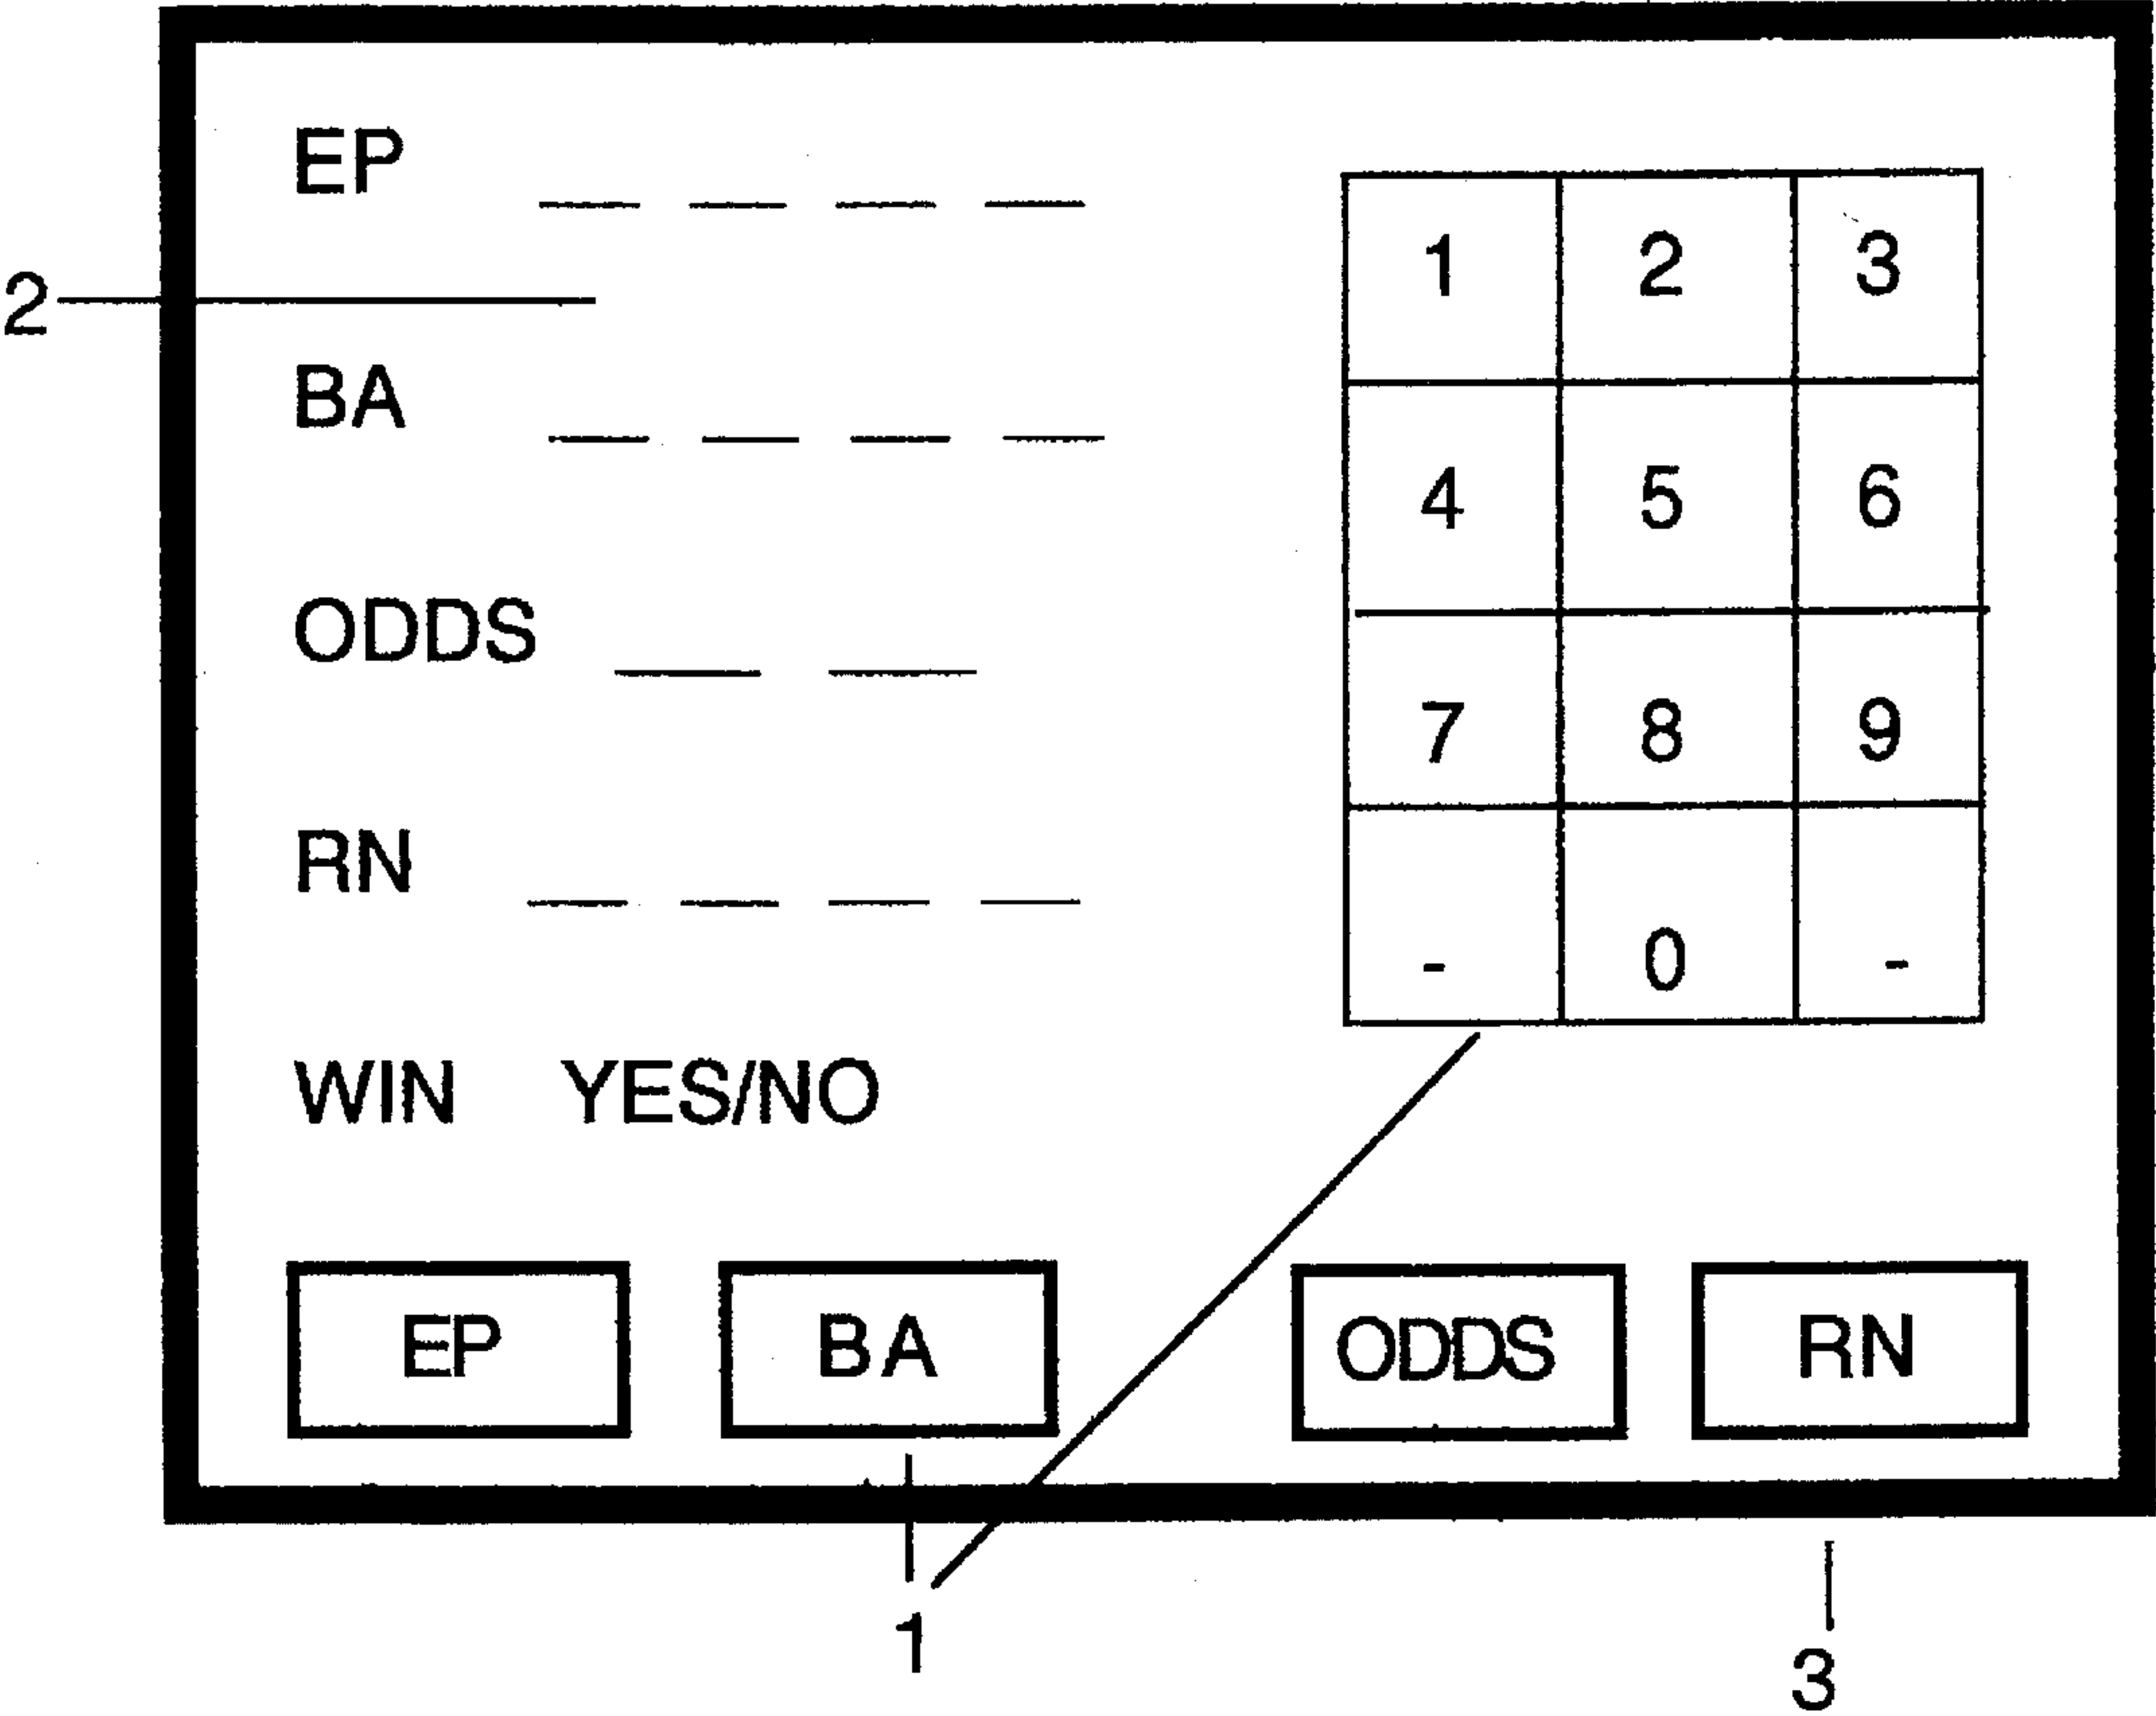 EP _ _ _ _
1 2 3
2
BA _ _ _ _
4 5 6
ODDS _ _
7 8 9
RN _ _ _ _
- 0 -
WIN YES/NO
EP BA ODDS RN
1
3